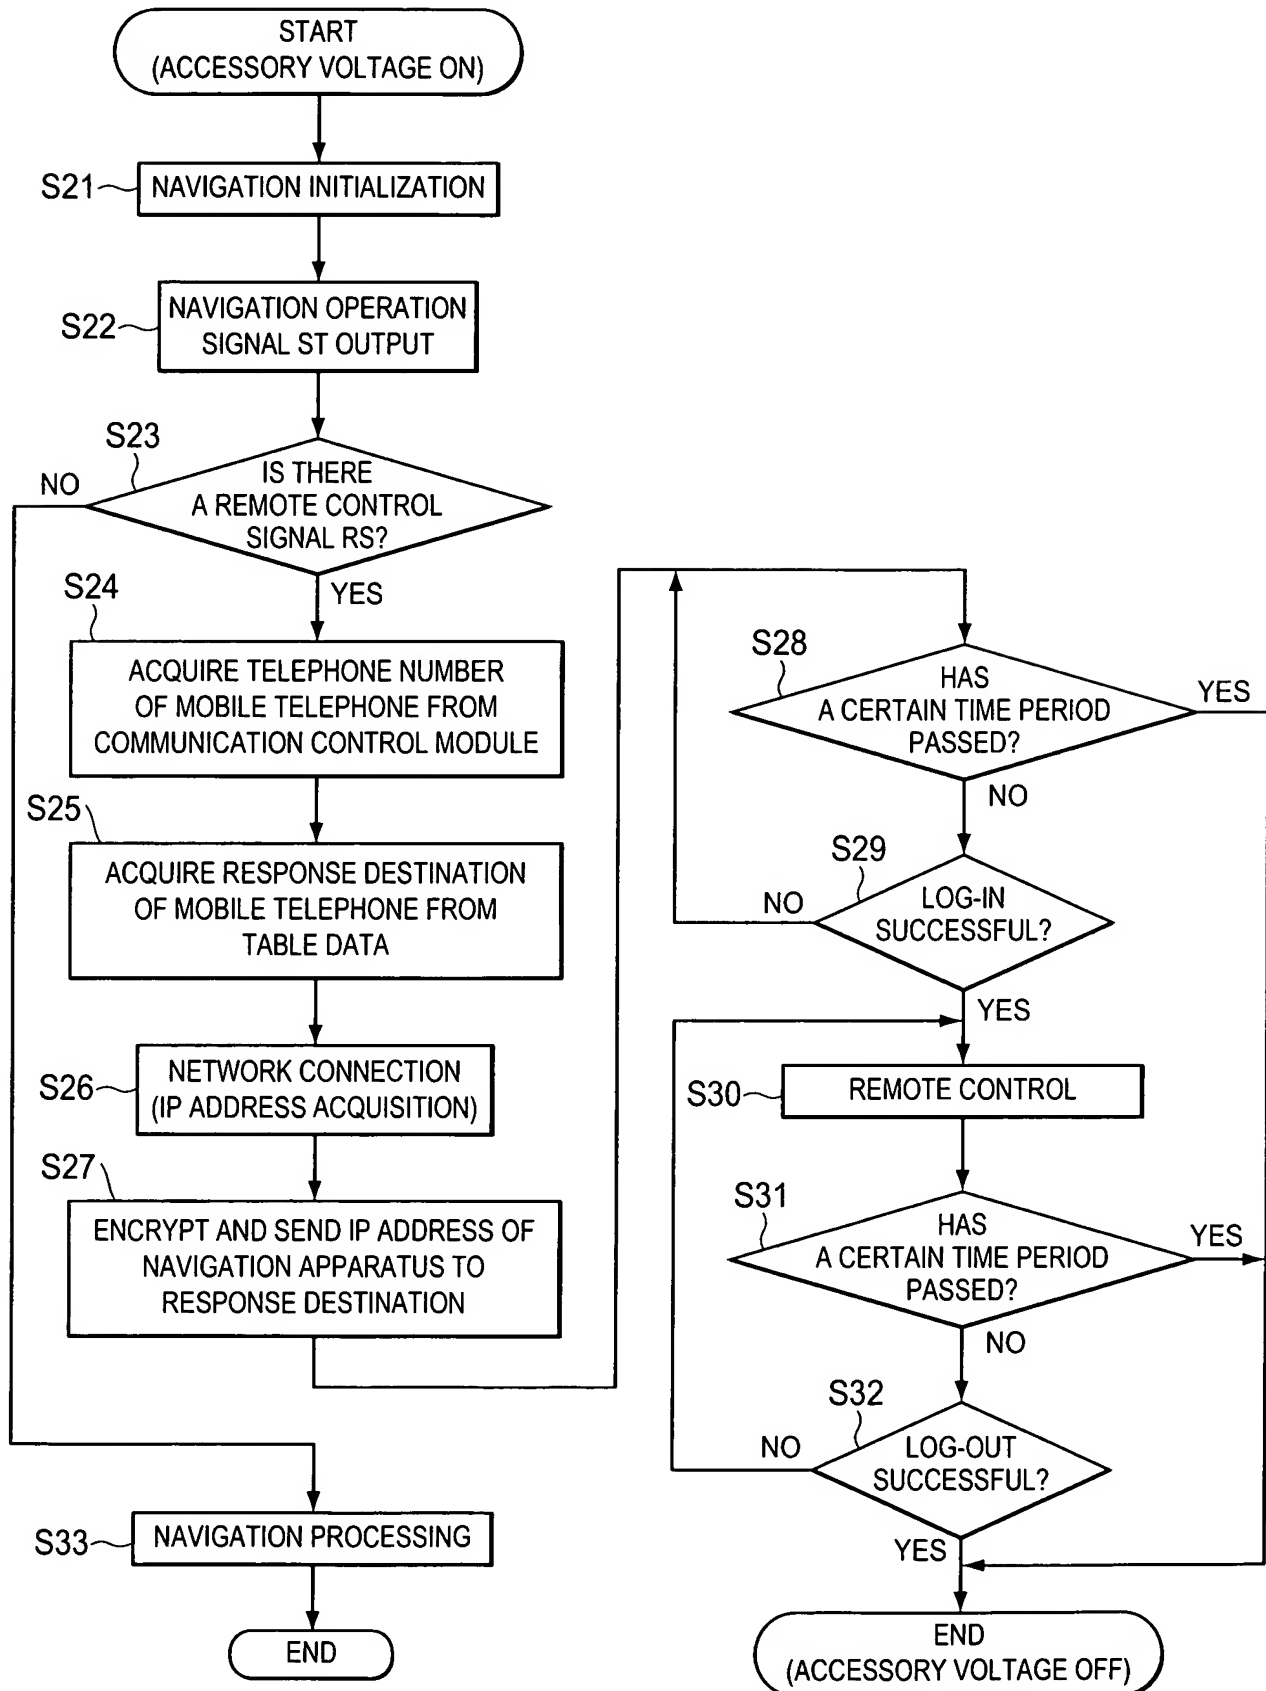 START
(ACCESSORY VOLTAGE ON)
S21
NAVIGATION INITIALIZATION
S22
NAVIGATION OPERATION
SIGNAL ST OUTPUT
S23
NO
IS THERE
A REMOTE CONTROL
SIGNAL RS?
YES
S24
ACQUIRE TELEPHONE NUMBER
OF MOBILE TELEPHONE FROM
COMMUNICATION CONTROL MODULE
S25
ACQUIRE RESPONSE DESTINATION
OF MOBILE TELEPHONE FROM
TABLE DATA
S26
NETWORK CONNECTION
(IP ADDRESS ACQUISITION)
S27
ENCRYPT AND SEND IP ADDRESS OF
NAVIGATION APPARATUS TO
RESPONSE DESTINATION
S33
NAVIGATION PROCESSING
END
S28
HAS
A CERTAIN TIME PERIOD
PASSED?
YES
NO
S29
NO
LOG-IN
SUCCESSFUL?
YES
S30
REMOTE CONTROL
S31
HAS
A CERTAIN TIME PERIOD
PASSED?
YES
NO
S32
NO
LOG-OUT
SUCCESSFUL?
YES
END
(ACCESSORY VOLTAGE OFF)